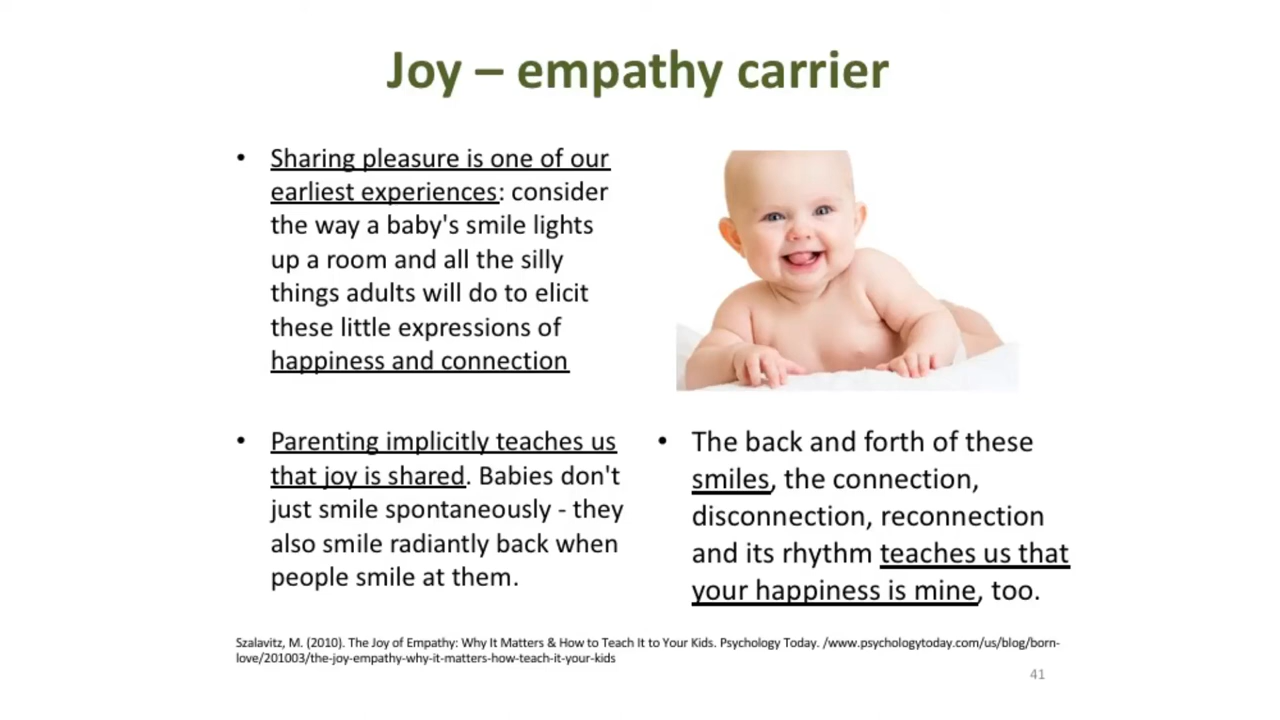 Joy – empathy carrier
• Sharing pleasure is one of our
earliest experiences: consider
the way a baby's smile lights
up a room and all the silly
things adults will do to elicit
these little expressions of
happiness and connection
• Parenting implicitly teaches us
that joy is shared. Babies don't
just smile spontaneously - they
also smile radiantly back when
people smile at them.
• The back and forth of these
smiles, the connection,
disconnection, reconnection
and its rhythm teaches us that
your happiness is mine, too.
Szalavitz, M. (2010). The Joy of Empathy: Why It Matters & How to Teach It to Your Kids. Psychology Today. /www.psychologytoday.com/us/blog/born-
love/201003/the-joy-empathy-why-it-matters-how-teach-it-your-kids
41